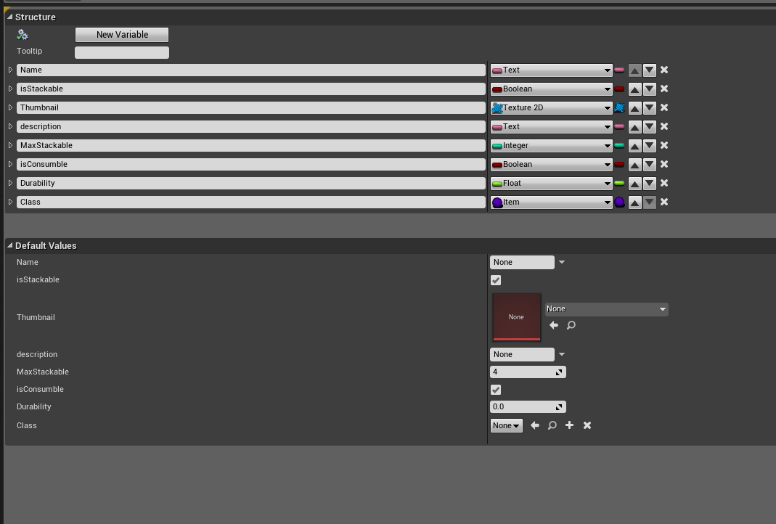 Structure
New Variable
Tooltip
Name Text
isStackable Boolean
Thumbnail Texture 2D
description Text
MaxStackable Integer
isConsumble Boolean
Durability Float
Class Item
Default Values
Name None
isStackable
Thumbnail None None
description None
MaxStackable 4
isConsumble
Durability 0.0
Class None